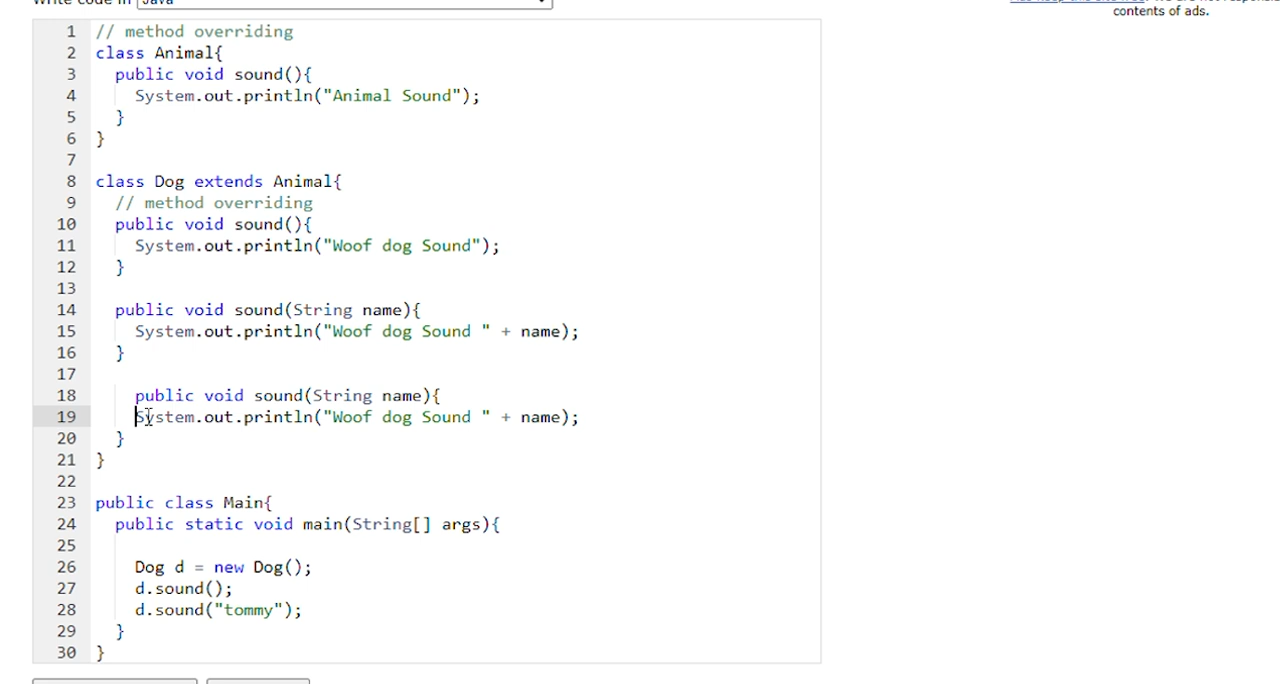 Write code in Java
contents of ads.
1 // method overriding
2 class Animal{
3 public void sound(){
4 System.out.println("Animal Sound");
5 }
6 }
7
8 class Dog extends Animal{
9 // method overriding
10 public void sound(){
11 System.out.println("Woof dog Sound");
12 }
13
14 public void sound(String name){
15 System.out.println("Woof dog Sound " + name);
16 }
17
18 public void sound(String name){
19 System.out.println("Woof dog Sound " + name);
20 }
21 }
22
23 public class Main{
24 public static void main(String[] args){
25
26 Dog d = new Dog();
27 d.sound();
28 d.sound("tommy");
29 }
30 }